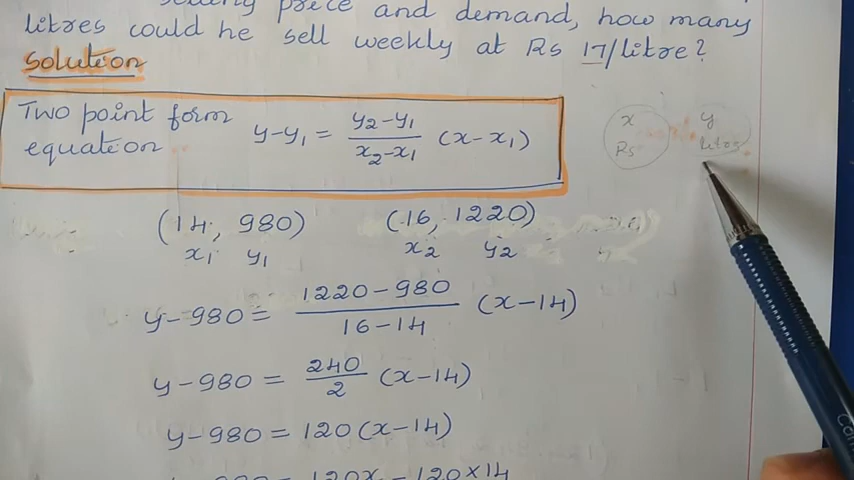 selling price and demand, how many
litres could he sell weekly at Rs 17/litre?
Solution
Two point form
equation
y-y₁ = y₂-y₁ / x₂-x₁ (x-x₁)
x y
Rs litres
(14, 980) (16, 1220)
x₁ y₁ x₂ y₂
y-980 = 1220-980 / 16-14 (x-14)
y-980 = 240/2 (x-14)
y-980 = 120(x-14)
y-980 = 120x-120×14